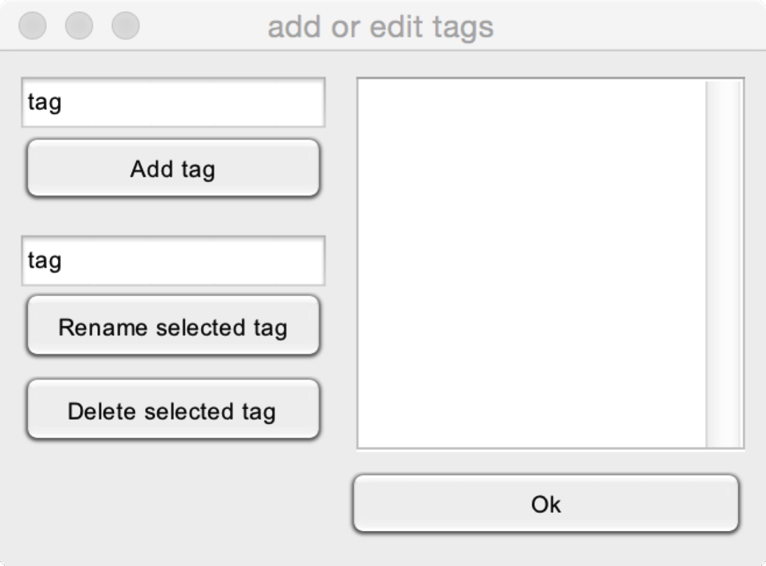 add or edit tags
tag
Add tag
tag
Rename selected tag
Delete selected tag
Ok